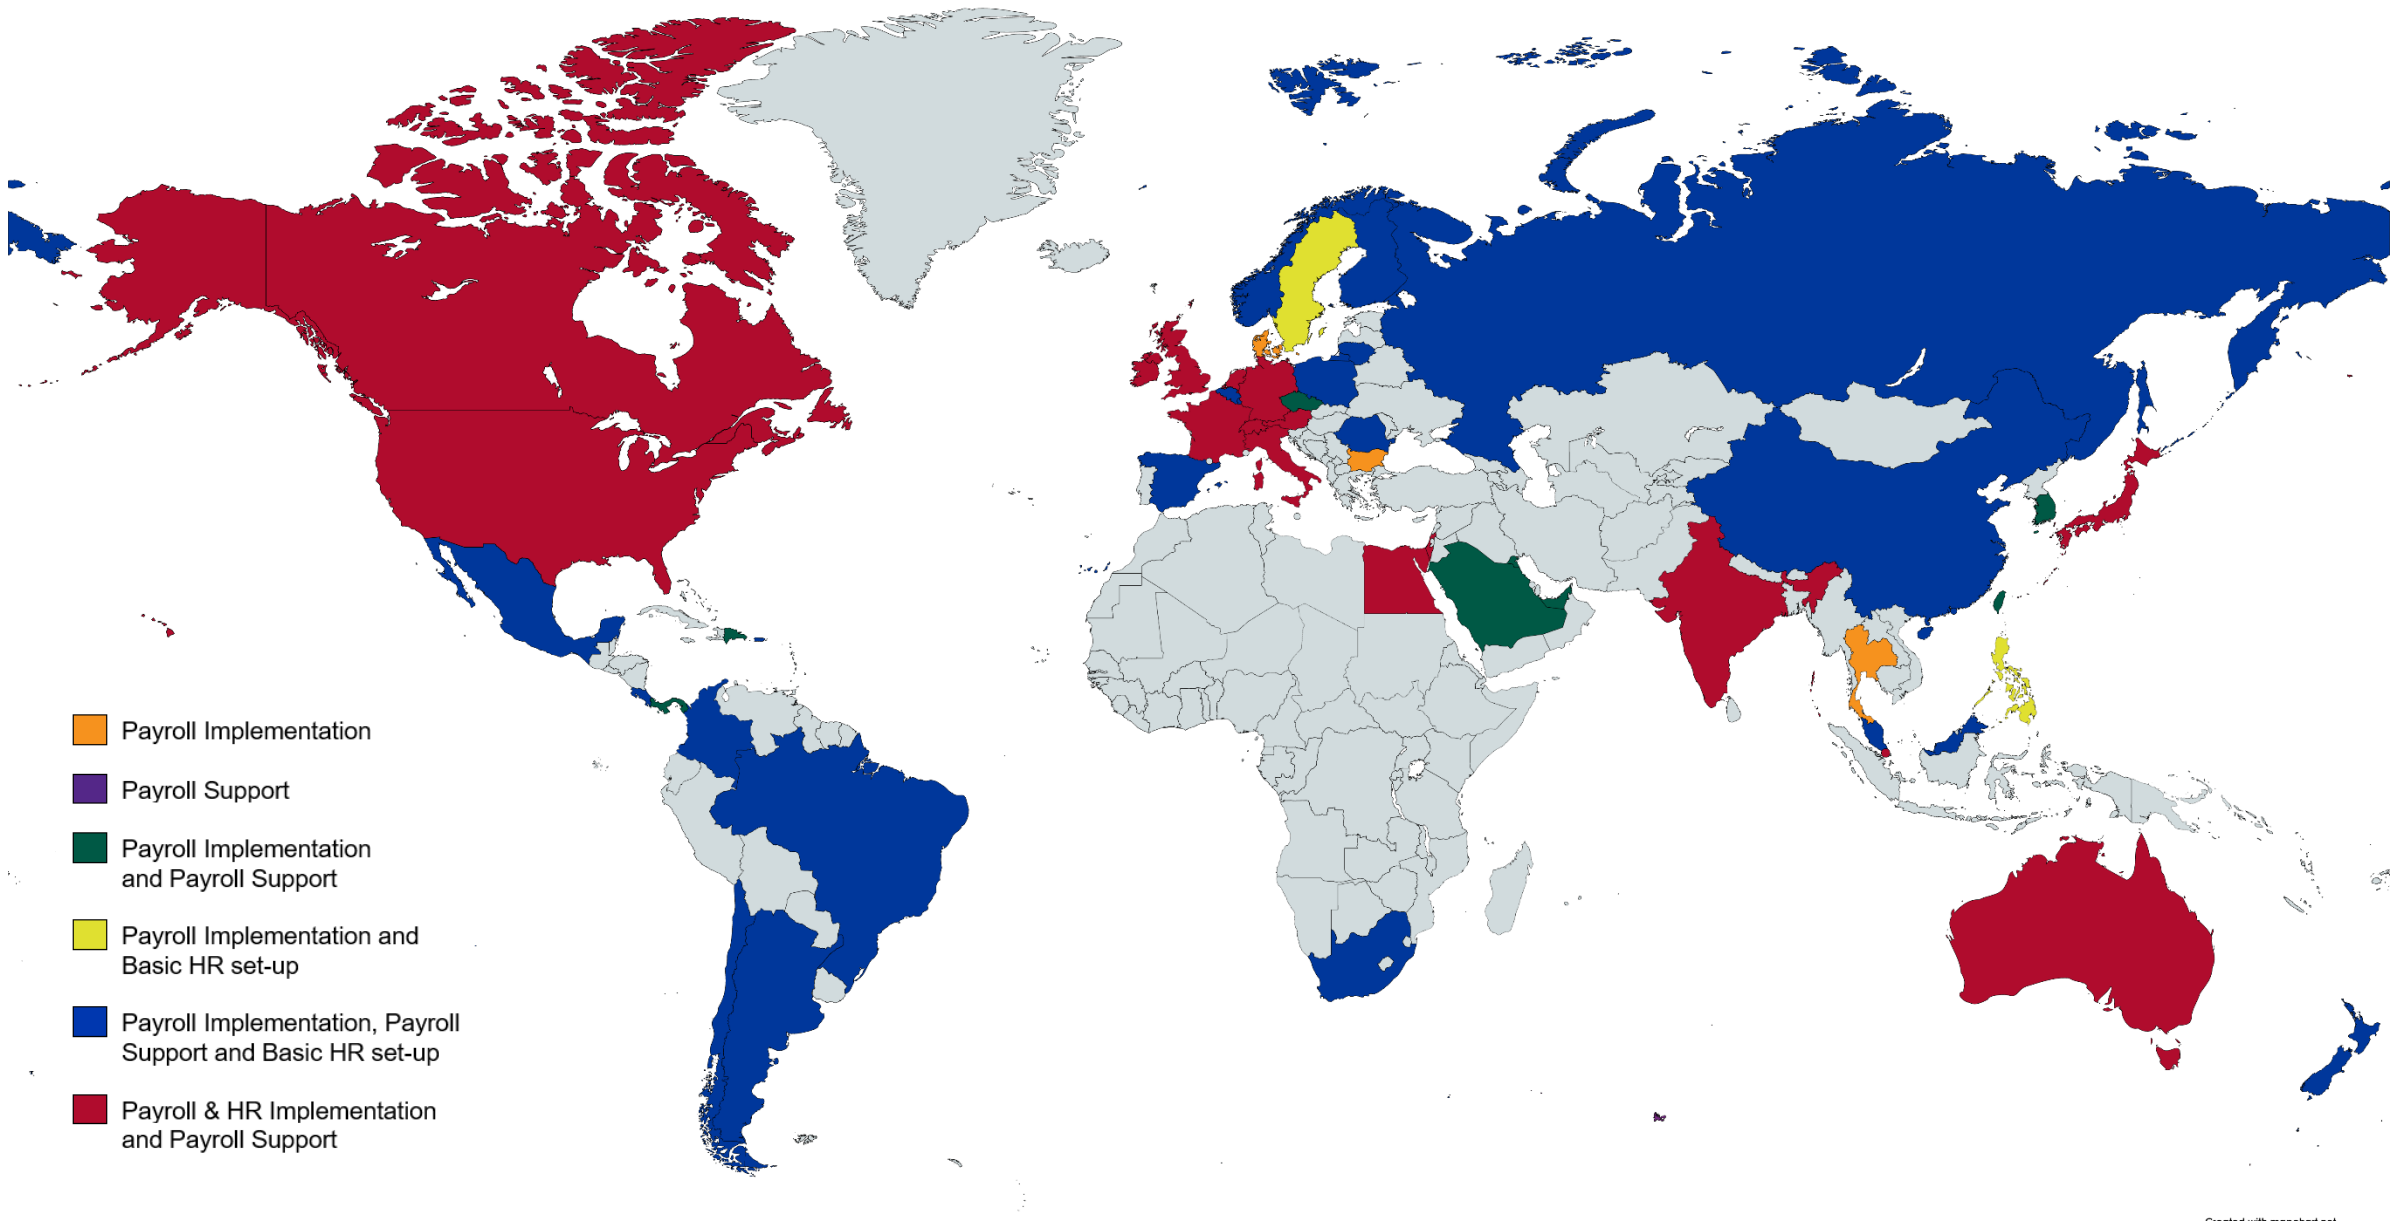 Payroll Implementation
Payroll Support
Payroll Implementation
and Payroll Support
Payroll Implementation and
Basic HR set-up
Payroll Implementation, Payroll
Support and Basic HR set-up
Payroll & HR Implementation
and Payroll Support